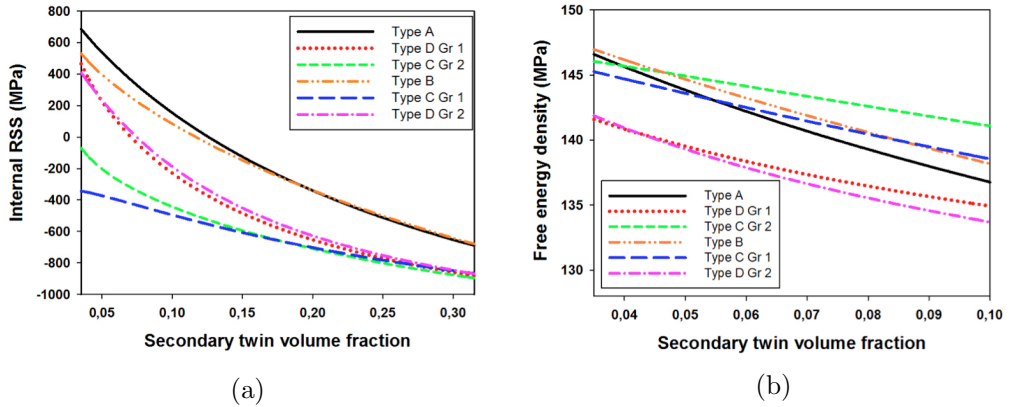 800
600
400
200
0
-200
-400
-600
-800
-1000
Internal RSS (MPa)
Type A
Type D Gr 1
Type C Gr 2
Type B
Type C Gr 1
Type D Gr 2
0,05 0,10 0,15 0,20 0,25 0,30
Secondary twin volume fraction
(a)
150
145
140
135
130
Free energy density (MPa)
Type A
Type D Gr 1
Type C Gr 2
Type B
Type C Gr 1
Type D Gr 2
0,04 0,05 0,06 0,07 0,08 0,09 0,10
Secondary twin volume fraction
(b)